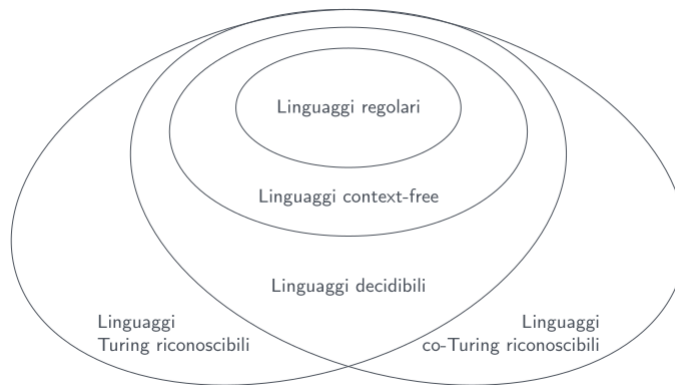 Linguaggi regolari
Linguaggi context-free
Linguaggi decidibili
Linguaggi
Turing riconoscibili
Linguaggi
co-Turing riconoscibili